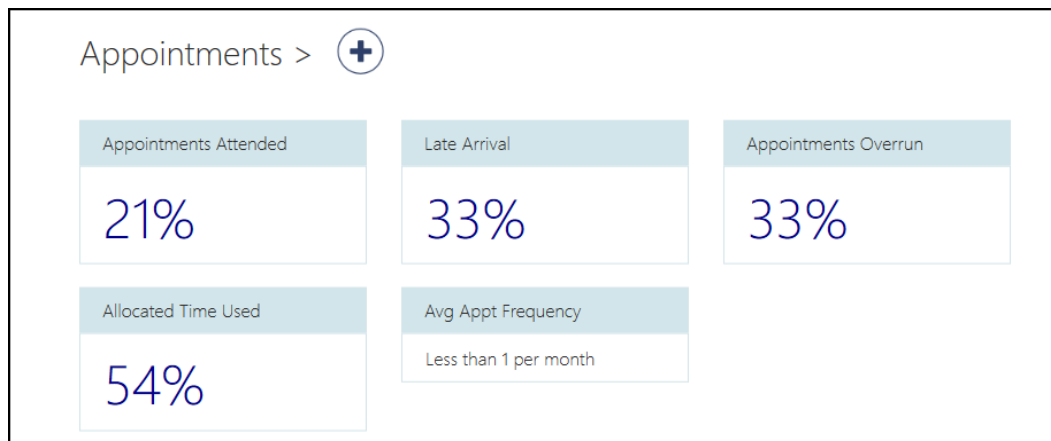 Appointments >
Appointments Attended
21%
Late Arrival
33%
Appointments Overrun
33%
Allocated Time Used
54%
Avg Appt Frequency
Less than 1 per month